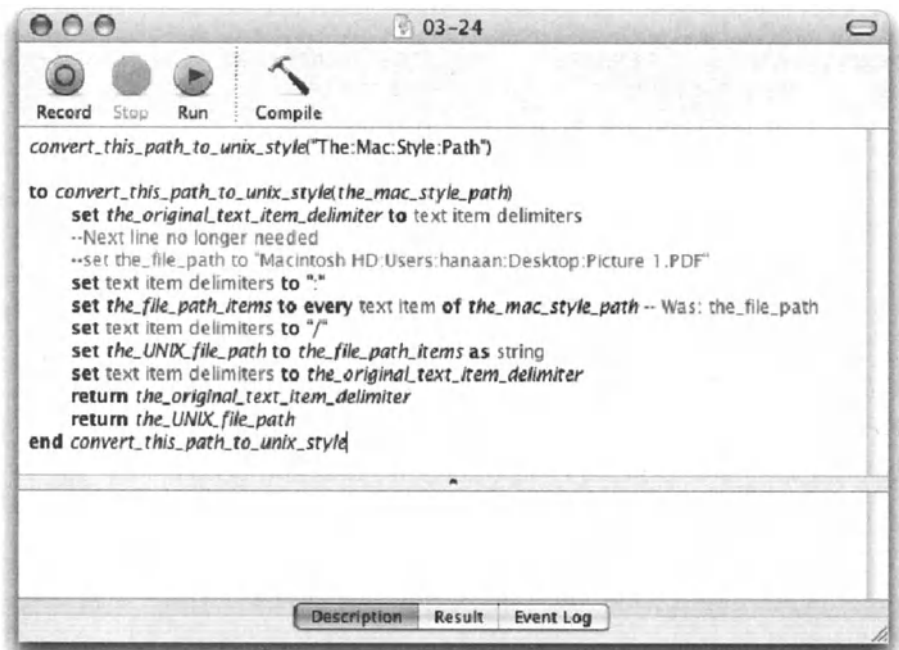 03-24
Record Stop Run Compile
convert_this_path_to_unix_style("The:Mac:Style:Path")
to convert_this_path_to_unix_style(the_mac_style_path)
set the_original_text_item_delimiter to text item delimiters
--Next line no longer needed
--set the_file_path to "Macintosh HD:Users:hanaan:Desktop:Picture 1.PDF"
set text item delimiters to ":"
set the_file_path_items to every text item of the_mac_style_path -- Was: the_file_path
set text item delimiters to "/"
set the_UNIX_file_path to the_file_path_items as string
set text item delimiters to the_original_text_item_delimiter
return the_original_text_item_delimiter
return the_UNIX_file_path
end convert_this_path_to_unix_style
Description Result Event Log